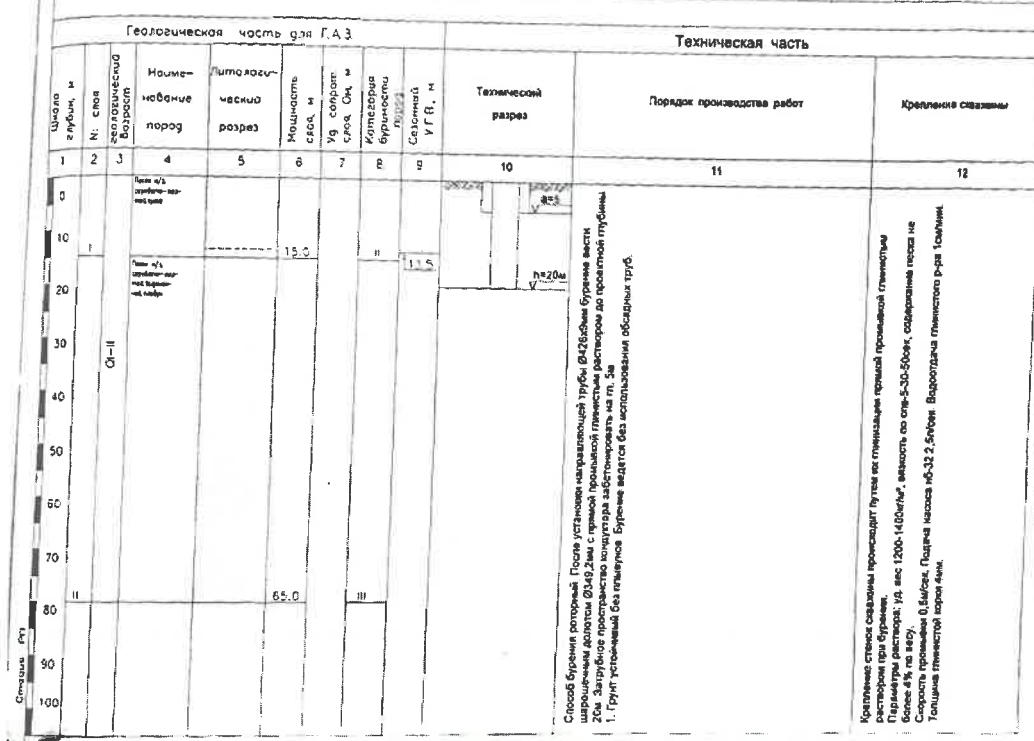 Геологическая часть для Г.А.З.
Техническая часть
Шкала глубин, м
N: слоя
геологический Возраст
Наиме-
нование
пород
Литологи-
ческий
разрез
Мощность слоя, м
Уд. сопрот. слоя, Ом,
Категория буримости пород
Сезонный У Г В, м
Технический
разрез
Порядок производства работ
Крепление скважины
1 2 3 4 5 6 7 8 9 10 11 12
0
10
20
30
40
50
60
70
80
90
100
I 15.0 II
11.5
QI-II
II 65.0 III
h=20м
Способ бурения роторный. После установки направляющей трубы Ø426х9мм бурение вести
шарошечным долотом Ø349,2мм с прямой промывкой глинистым раствором до проектной глубины
20м. Затрубное пространство кондуктора забетонировать на гл. 5м
1. Грунт устойчивый без плывунов. Бурение ведется без использования обсадных труб.
Крепление стенок скважины происходит путем их глинизации прямой промывкой глинистым
раствором при бурении.
Параметры раствора: уд. вес 1200-1400кг/м³, вязкость по спв-5-30-50сек, содержание песка не
более 4% по весу.
Скорость промывки 0,5м/сек. Подача насоса нб-32 2,5л/сек. Водоотдача глинистого р-ра
Толщина глинистой корки 4мм.